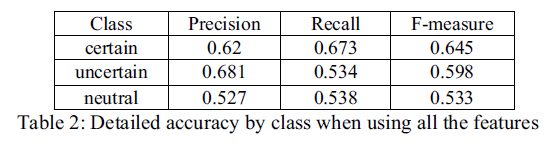 Class Precision Recall F-measure
certain 0.62 0.673 0.645
uncertain 0.681 0.534 0.598
neutral 0.527 0.538 0.533
Table 2: Detailed accuracy by class when using all the features